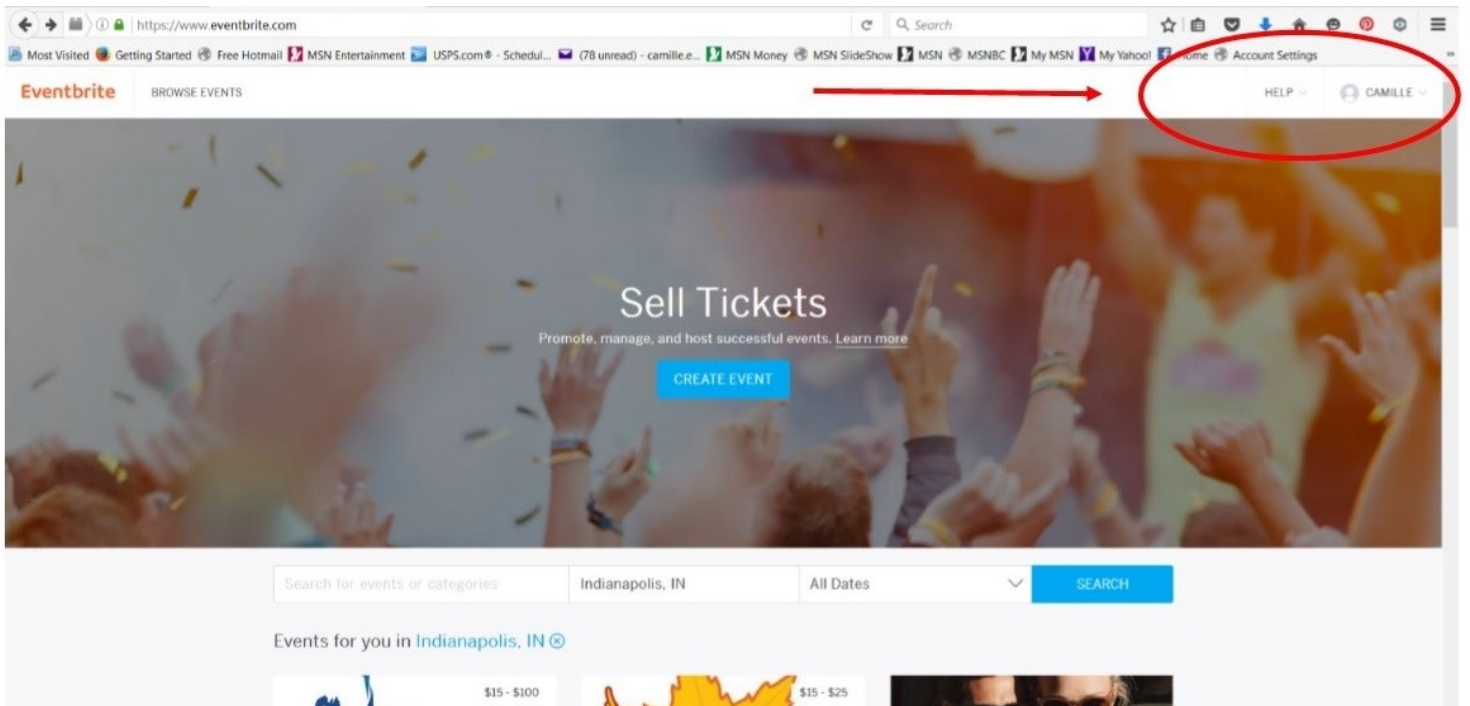 https://www.eventbrite.com
Search
Most Visited Getting Started Free Hotmail MSN Entertainment USPS.com® - Schedul... (78 unread) - camille.e... MSN Money MSN SlideShow MSN MSNBC My MSN My Yahoo! Home Account Settings
Eventbrite BROWSE EVENTS HELP CAMILLE
Sell Tickets
Promote, manage, and host successful events. Learn more
CREATE EVENT
Search for events or categories Indianapolis, IN All Dates SEARCH
Events for you in Indianapolis, IN
$15 - $100 $15 - $25